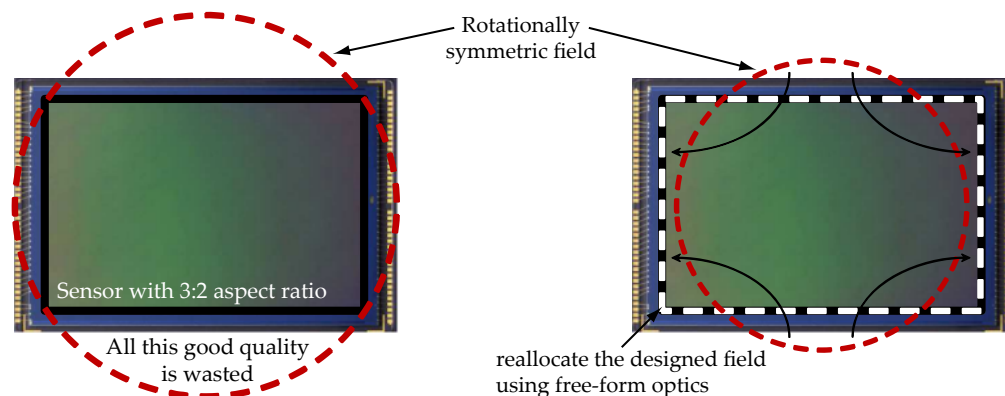 Rotationally
symmetric field
Sensor with 3:2 aspect ratio
All this good quality
is wasted
reallocate the designed field
using free-form optics